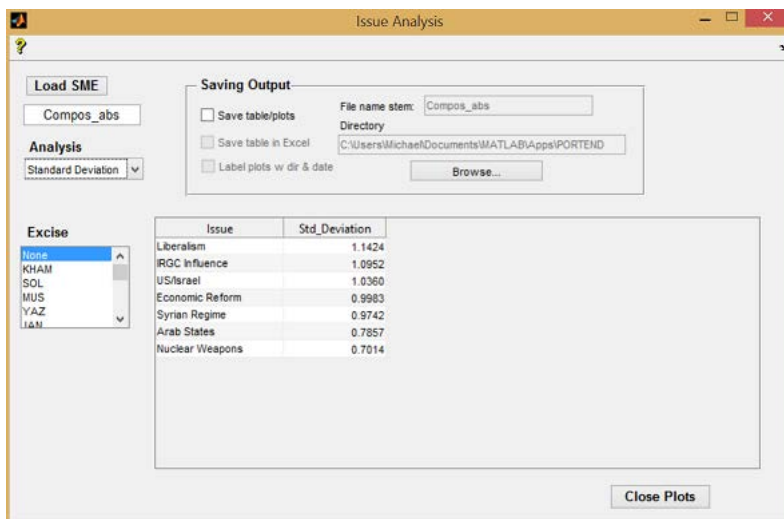 Issue Analysis
Load SME
Compos_abs
Analysis
Standard Deviation
Saving Output
Save table/plots
Save table in Excel
Label plots w dir & date
File name stem: Compos_abs
Directory
C:\Users\Michael\Documents\MATLAB\Apps\PORTEND
Browse...
Excise
None
KHAM
SOL
MUS
YAZ
JAN
Issue Std_Deviation
Liberalism 1.1424
IRGC Influence 1.0952
US/Israel 1.0360
Economic Reform 0.9983
Syrian Regime 0.9742
Arab States 0.7857
Nuclear Weapons 0.7014
Close Plots